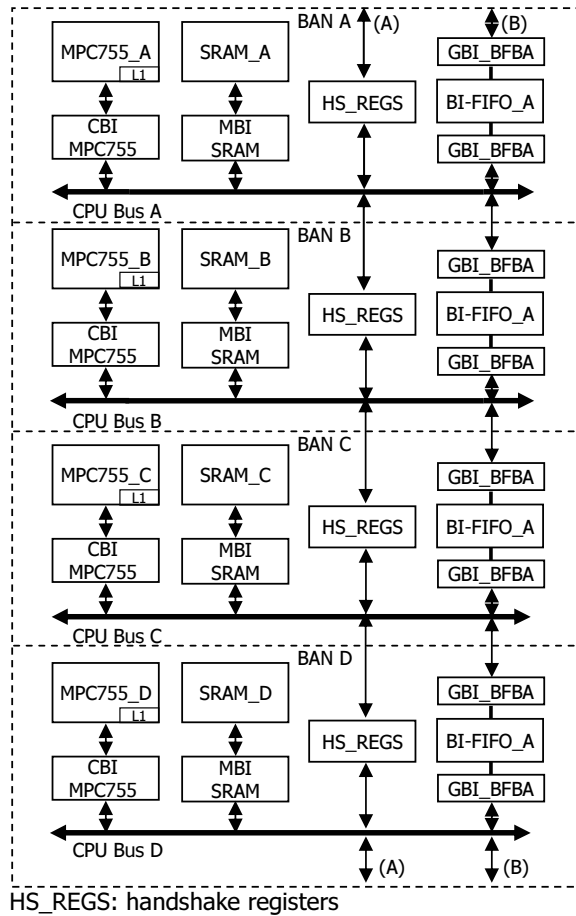 BAN A
(A)
(B)
MPC755_A
L1
SRAM_A
GBI_BFBA
HS_REGS
BI-FIFO_A
CBI
MPC755
MBI
SRAM
GBI_BFBA
CPU Bus A
BAN B
MPC755_B
L1
SRAM_B
GBI_BFBA
HS_REGS
BI-FIFO_A
CBI
MPC755
MBI
SRAM
GBI_BFBA
CPU Bus B
BAN C
MPC755_C
L1
SRAM_C
GBI_BFBA
HS_REGS
BI-FIFO_A
CBI
MPC755
MBI
SRAM
GBI_BFBA
CPU Bus C
BAN D
MPC755_D
L1
SRAM_D
GBI_BFBA
HS_REGS
BI-FIFO_A
CBI
MPC755
MBI
SRAM
GBI_BFBA
CPU Bus D
(A)
(B)
HS_REGS: handshake registers